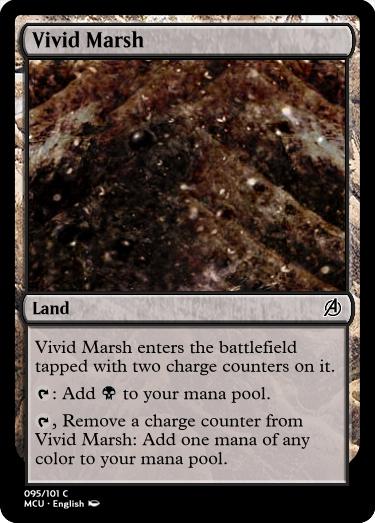 Vivid Marsh
Land
Vivid Marsh enters the battlefield
tapped with two charge counters on it.
: Add to your mana pool.
, Remove a charge counter from
Vivid Marsh: Add one mana of any
color to your mana pool.
095/101 C
MCU • English